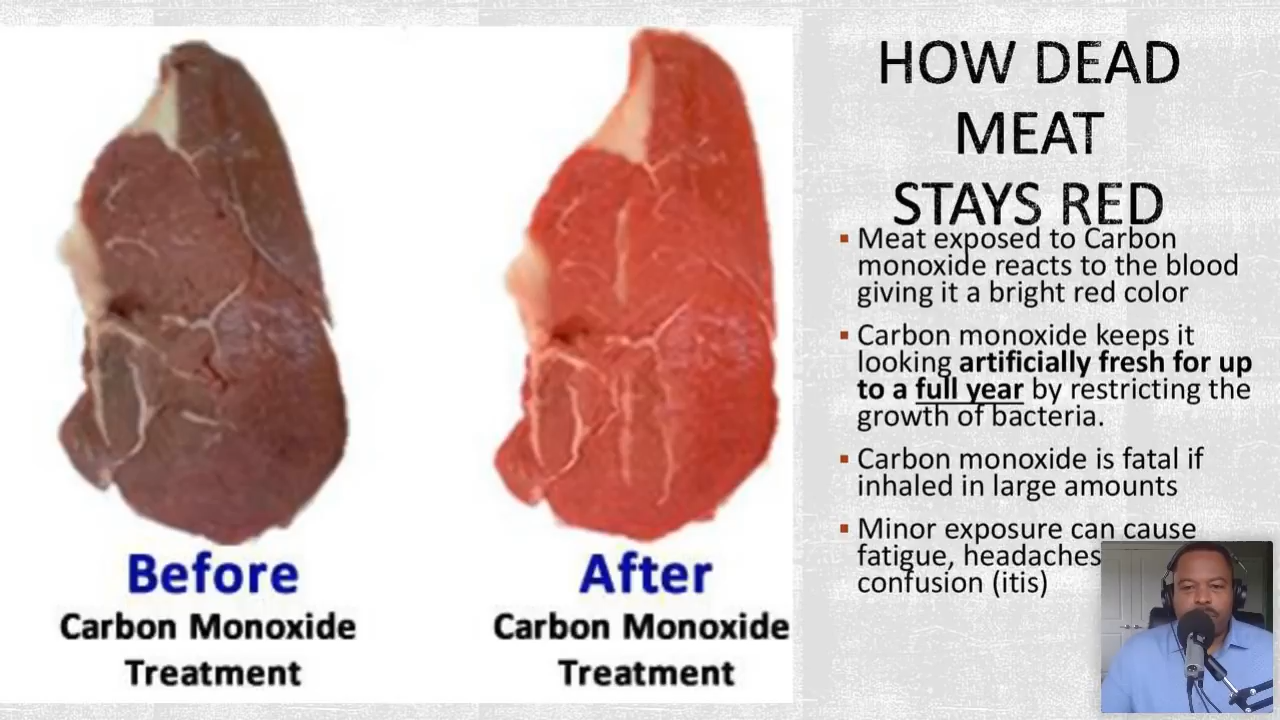 HOW DEAD
MEAT
STAYS RED
Meat exposed to Carbon
monoxide reacts to the blood
giving it a bright red color
Carbon monoxide keeps it
looking artificially fresh for up
to a full year by restricting the
growth of bacteria.
Carbon monoxide is fatal if
inhaled in large amounts
Minor exposure can cause
fatigue, headaches
confusion (itis)
Before
Carbon Monoxide
Treatment
After
Carbon Monoxide
Treatment